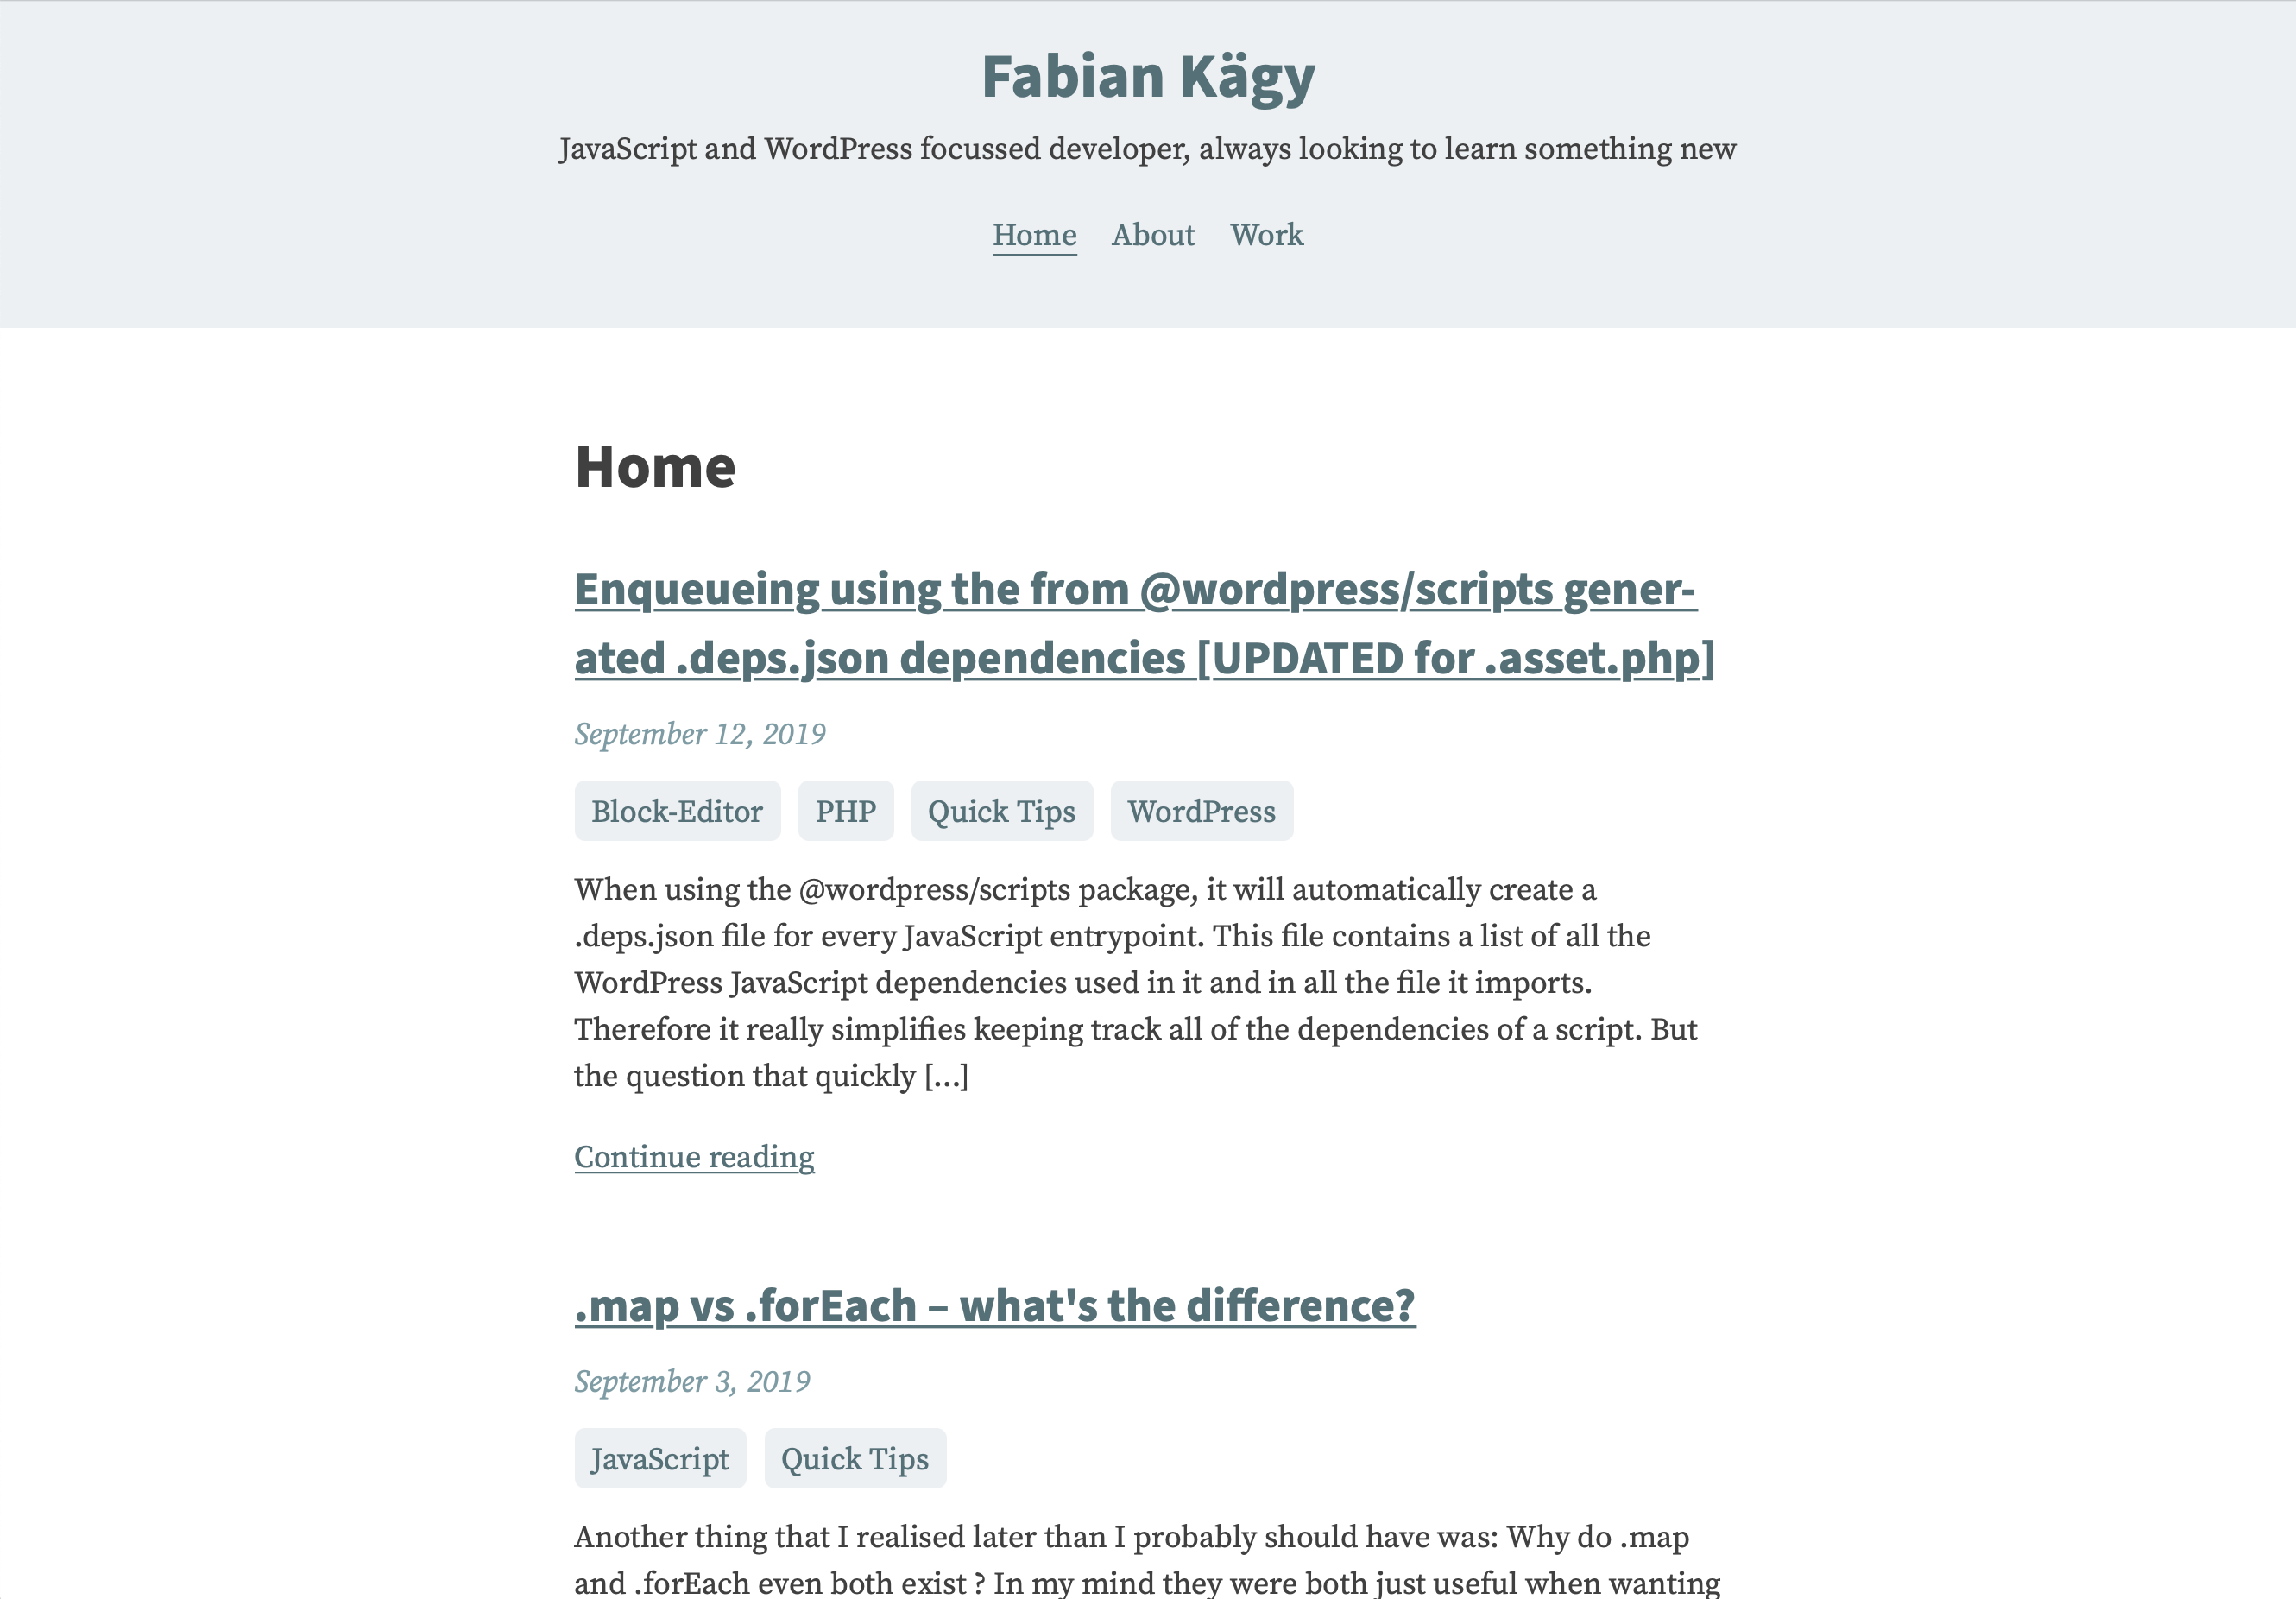 Fabian Kägy
JavaScript and WordPress focussed developer, always looking to learn something new
Home About Work
Home
Enqueueing using the from @wordpress/scripts gener-
ated .deps.json dependencies [UPDATED for .asset.php]
September 12, 2019
Block-Editor PHP Quick Tips WordPress
When using the @wordpress/scripts package, it will automatically create a
.deps.json file for every JavaScript entrypoint. This file contains a list of all the
WordPress JavaScript dependencies used in it and in all the file it imports.
Therefore it really simplifies keeping track all of the dependencies of a script. But
the question that quickly […]
Continue reading
.map vs .forEach – what's the difference?
September 3, 2019
JavaScript Quick Tips
Another thing that I realised later than I probably should have was: Why do .map
and .forEach even both exist ? In my mind they were both just useful when wanting